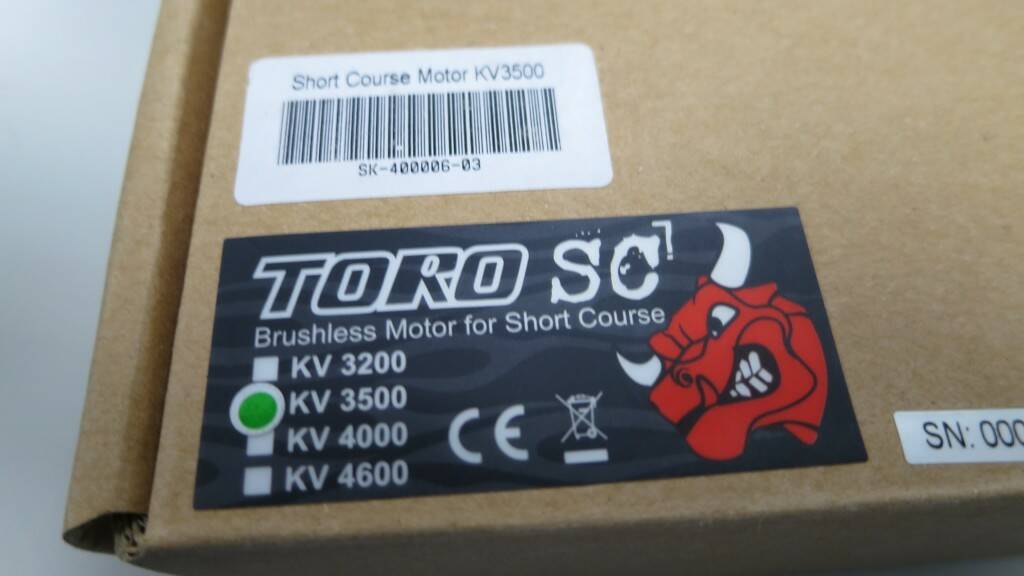 Short Course Motor KV3500
SK-400006-03
TORO SC
Brushless Motor for Short Course
KV 3200
KV 3500
KV 4000
KV 4600
CE
SN: 000